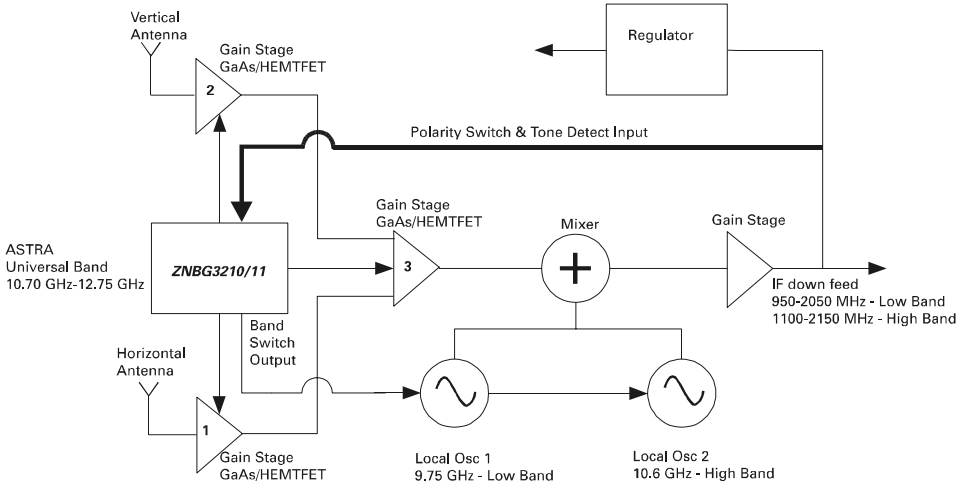 Vertical
Antenna
Gain Stage
GaAs/HEMTFET
2
Regulator
Polarity Switch & Tone Detect Input
Gain Stage
GaAs/HEMTFET
Mixer
Gain Stage
ASTRA
Universal Band
10.70 GHz-12.75 GHz
ZNBG3210/11
3
+
IF down feed
950-2050 MHz - Low Band
1100-2150 MHz - High Band
Band
Switch
Output
Horizontal
Antenna
1
Gain Stage
GaAs/HEMTFET
Local Osc 1
9.75 GHz - Low Band
Local Osc 2
10.6 GHz - High Band